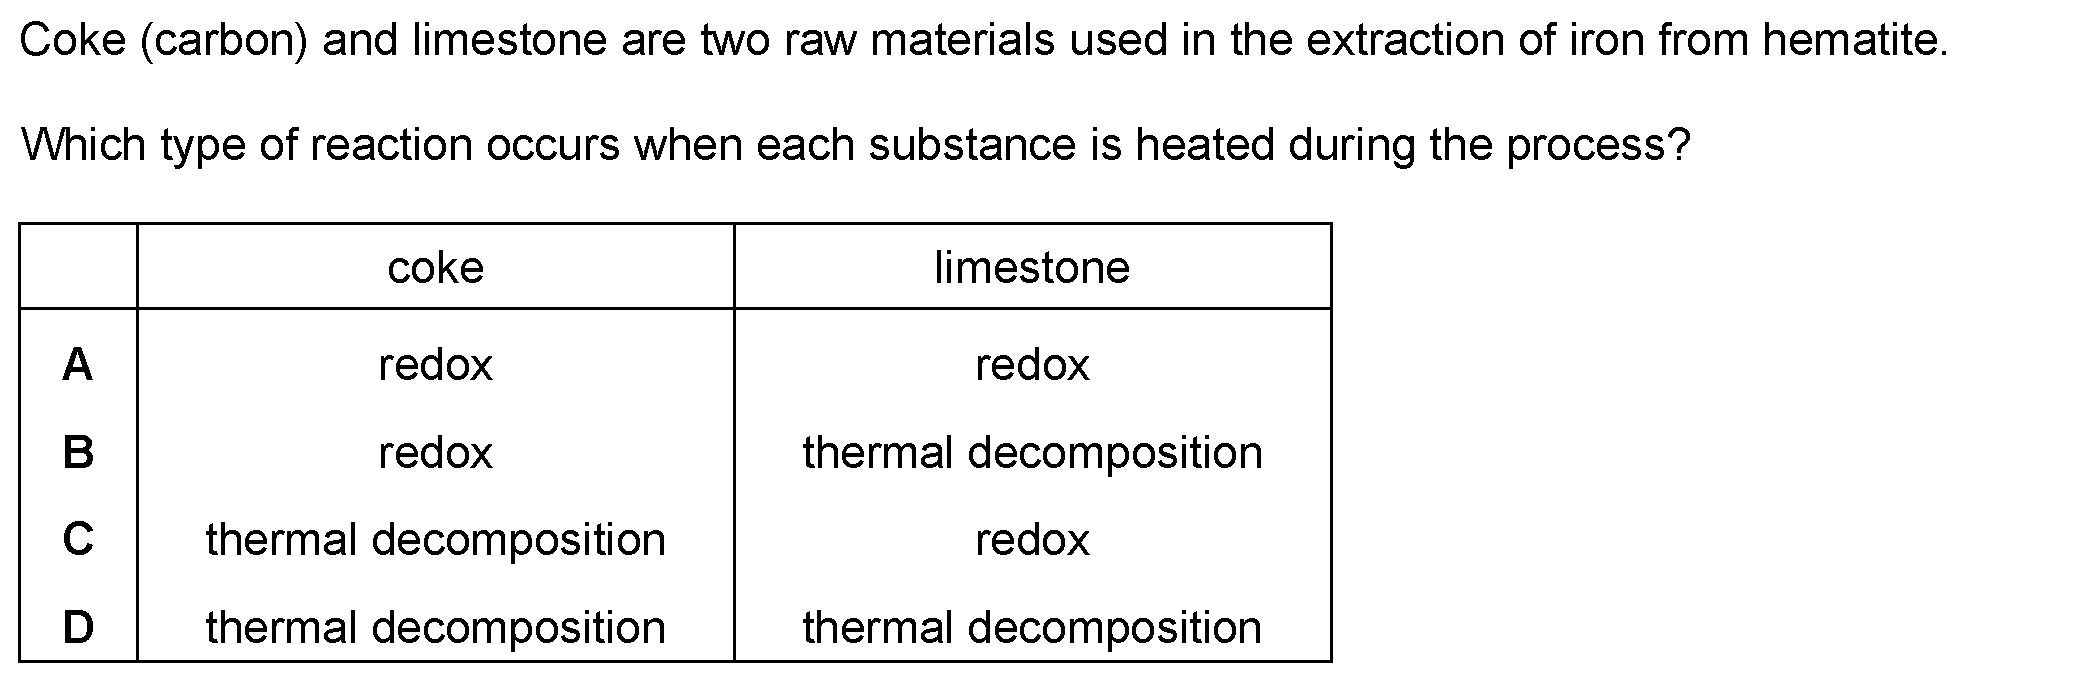 Coke (carbon) and limestone are two raw materials used in the extraction of iron from hematite.
Which type of reaction occurs when each substance is heated during the process?
coke limestone
A redox redox
B redox thermal decomposition
C thermal decomposition redox
D thermal decomposition thermal decomposition